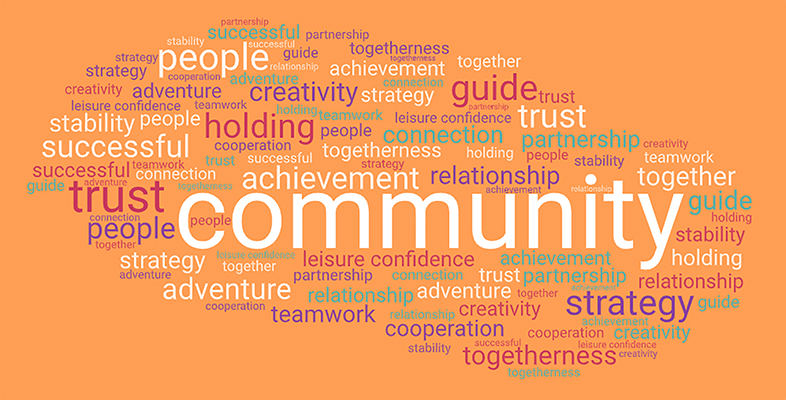 partnership
successful partnership
stability successful togetherness
strategy people guide togetherness together
strategy cooperation relationship achievement
creativity adventure adventure creativity connection strategy guide trust
leisure confidence teamwork holding teamwork leisure confidence partnership trust
stability people holding people connection partnership creativity
successful cooperation togetherness holding people stability teamwork
successful teamwork connection trust successful strategy relationship together
guide adventure togetherness achievement achievement relationship
trust community guide
connection people holding
people stability
together leisure confidence
strategy together leisure confidence achievement holding
adventure partnership connection trust partnership relationship
adventure relationship adventure together achievement strategy guide
cooperation teamwork relationship creativity achievement
cooperation cooperation creativity
stability successful togetherness leisure confidence creativity
togetherness